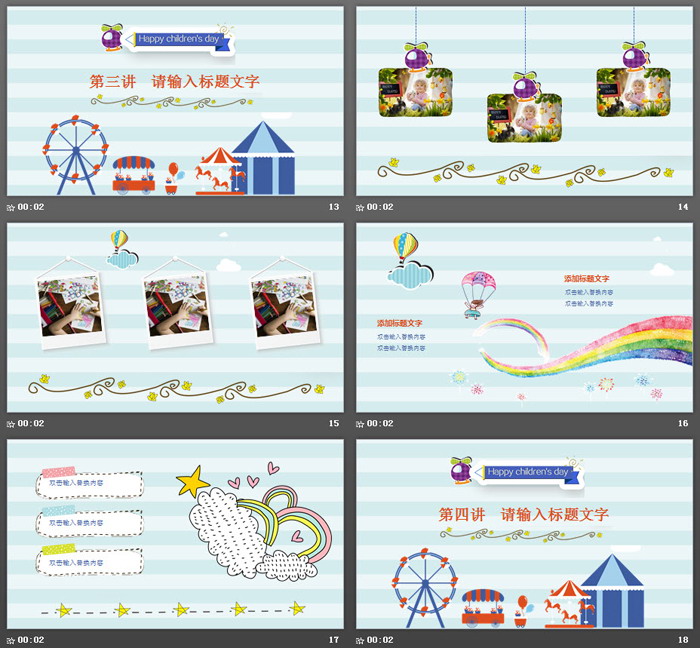 Happy children's day
第三讲 请输入标题文字
00:02
13
00:02
14
00:02
15
添加标题文字
双击输入替换内容
双击输入替换内容
添加标题文字
双击输入替换内容
双击输入替换内容
00:02
16
双击输入替换内容
双击输入替换内容
双击输入替换内容
00:02
17
Happy children's day
第四讲 请输入标题文字
00:02
18